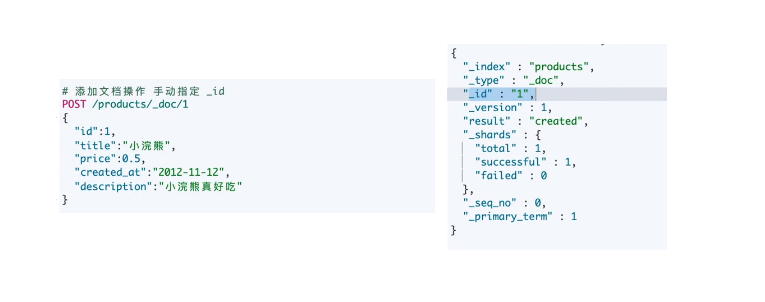 # 添加文档操作 手动指定 _id
POST /products/_doc/1
{
  "id":1,
  "title":"小浣熊",
  "price":0.5,
  "created_at":"2012-11-12",
  "description":"小浣熊真好吃"
}
{
  "_index" : "products",
  "_type" : "_doc",
  "_id" : "1",
  "_version" : 1,
  "result" : "created",
  "_shards" : {
    "total" : 1,
    "successful" : 1,
    "failed" : 0
  },
  "_seq_no" : 0,
  "_primary_term" : 1
}